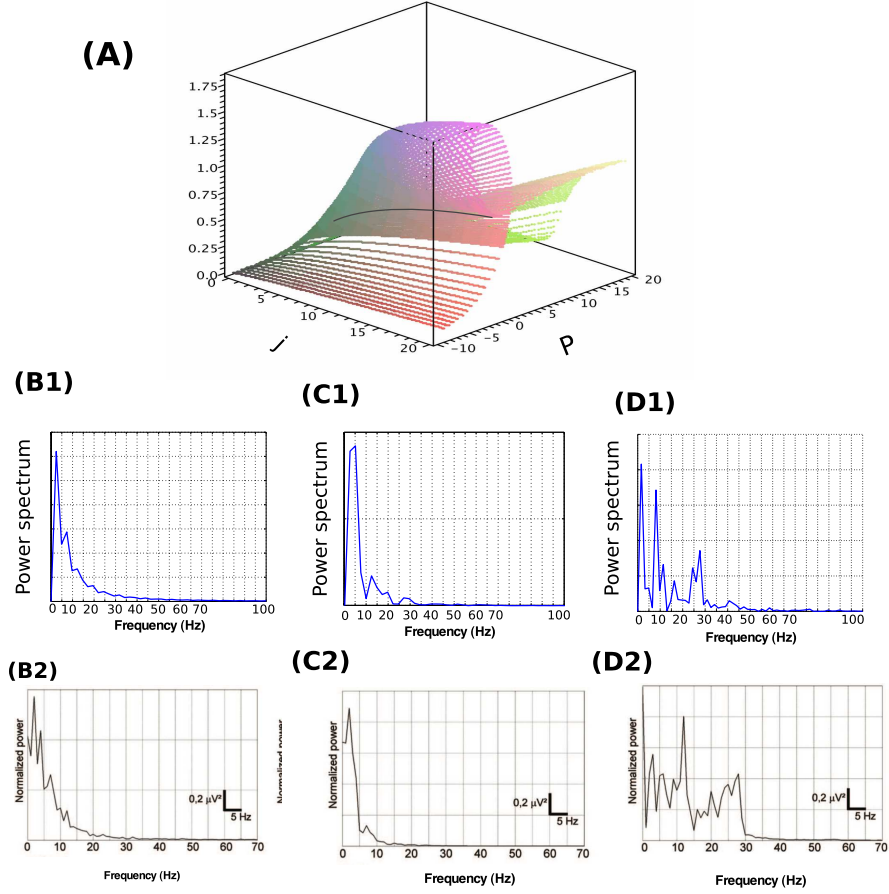 (A)
1.75
1.5
1.25
1.0
0.75
0.5
0.25
0.0
0 5 10 15 20
j
-10 -5 0 5 10 15 20
P
(B1)
Power spectrum
0 10 20 30 40 50 60 70 100
Frequency (Hz)
(C1)
Power spectrum
0 10 20 30 40 50 60 70 100
Frequency (Hz)
(D1)
Power spectrum
0 10 20 30 40 50 60 70 100
Frequency (Hz)
(B2)
Normalized power
0,2 µV²
5 Hz
0 10 20 30 40 50 60 70
Frequency (Hz)
(C2)
Normalized power
0,2 µV²
5 Hz
0 10 20 30 40 50 60 70
Frequency (Hz)
(D2)
Normalized power
0,2 µV²
5 Hz
0 10 20 30 40 50 60 70
Frequency (Hz)